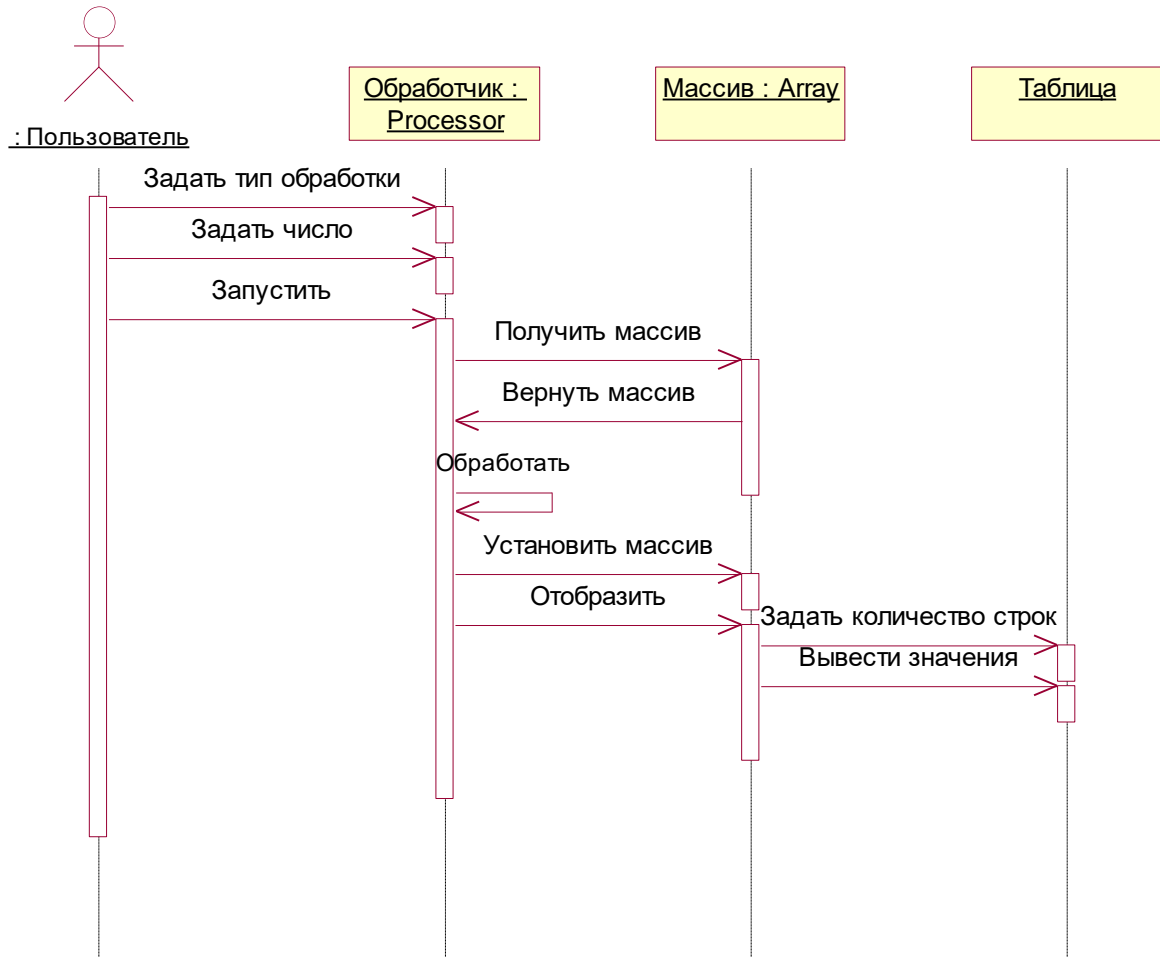 : Пользователь
Обработчик :
Processor
Массив : Array
Таблица
Задать тип обработки
Задать число
Запустить
Получить массив
Вернуть массив
Обработать
Установить массив
Отобразить
Задать количество строк
Вывести значения